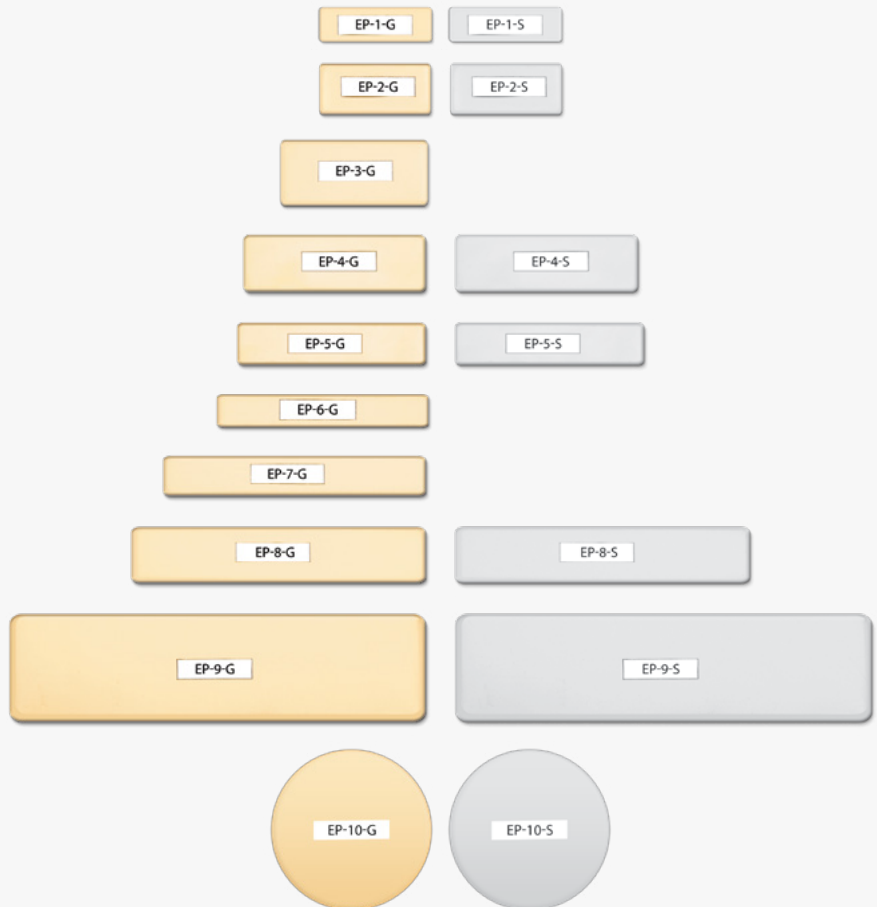 EP-1-G EP-1-S
EP-2-G EP-2-S
EP-3-G
EP-4-G EP-4-S
EP-5-G EP-5-S
EP-6-G
EP-7-G
EP-8-G EP-8-S
EP-9-G EP-9-S
EP-10-G EP-10-S